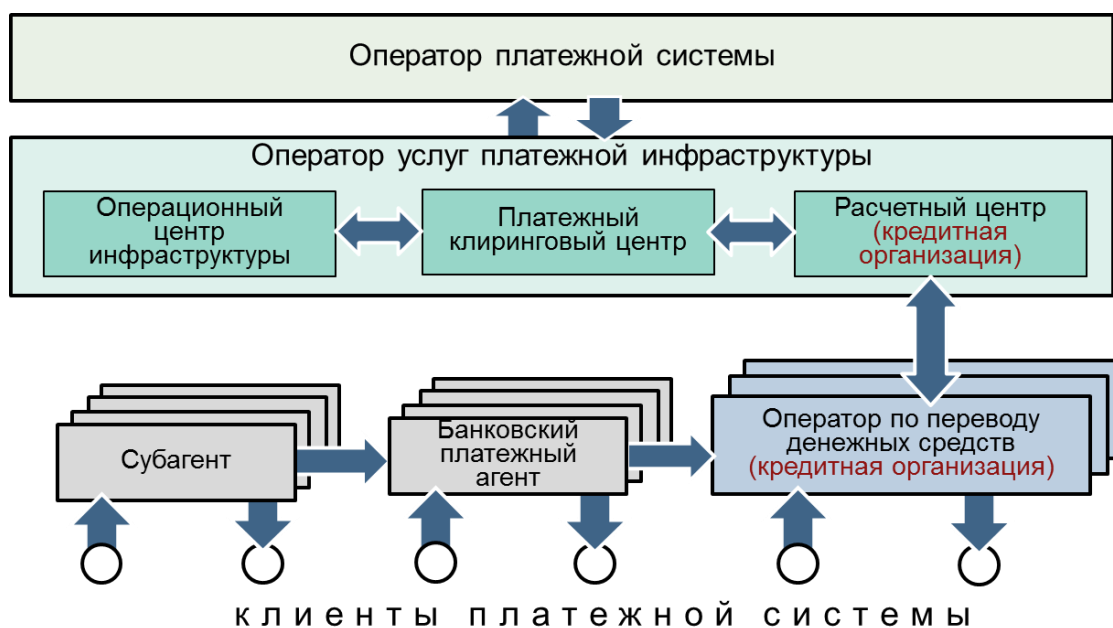 Оператор платежной системы
Оператор услуг платежной инфраструктуры
Операционный
центр
инфраструктуры
Платежный
клиринговый центр
Расчетный центр
(кредитная
организация)
Субагент
Банковский
платежный
агент
Оператор по переводу
денежных средств
(кредитная организация)
клиенты платежной системы